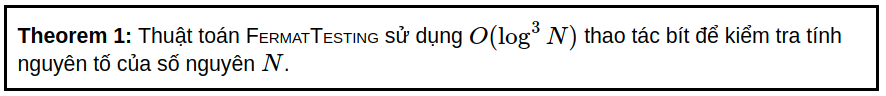 Theorem 1: Thuật toán FERMATTESTING sử dụng O(log³ N) thao tác bít để kiểm tra tính
nguyên tố của số nguyên N.